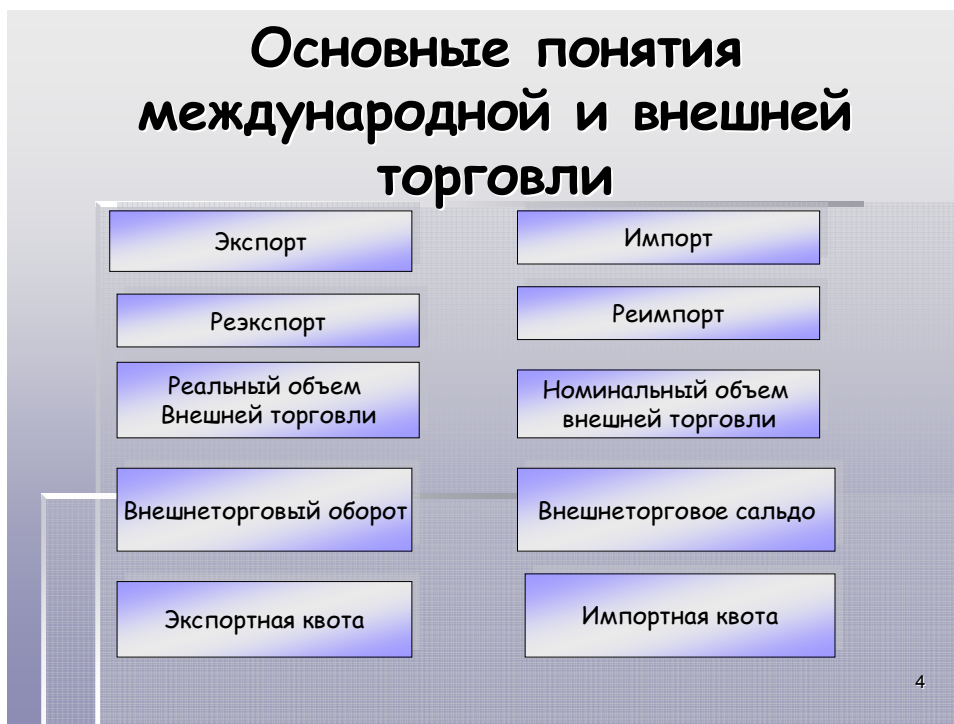 Основные понятия
международной и внешней
торговли
Экспорт
Импорт
Реэкспорт
Реимпорт
Реальный объем
Внешней торговли
Номинальный объем
внешней торговли
Внешнеторговый оборот
Внешнеторговое сальдо
Экспортная квота
Импортная квота
4